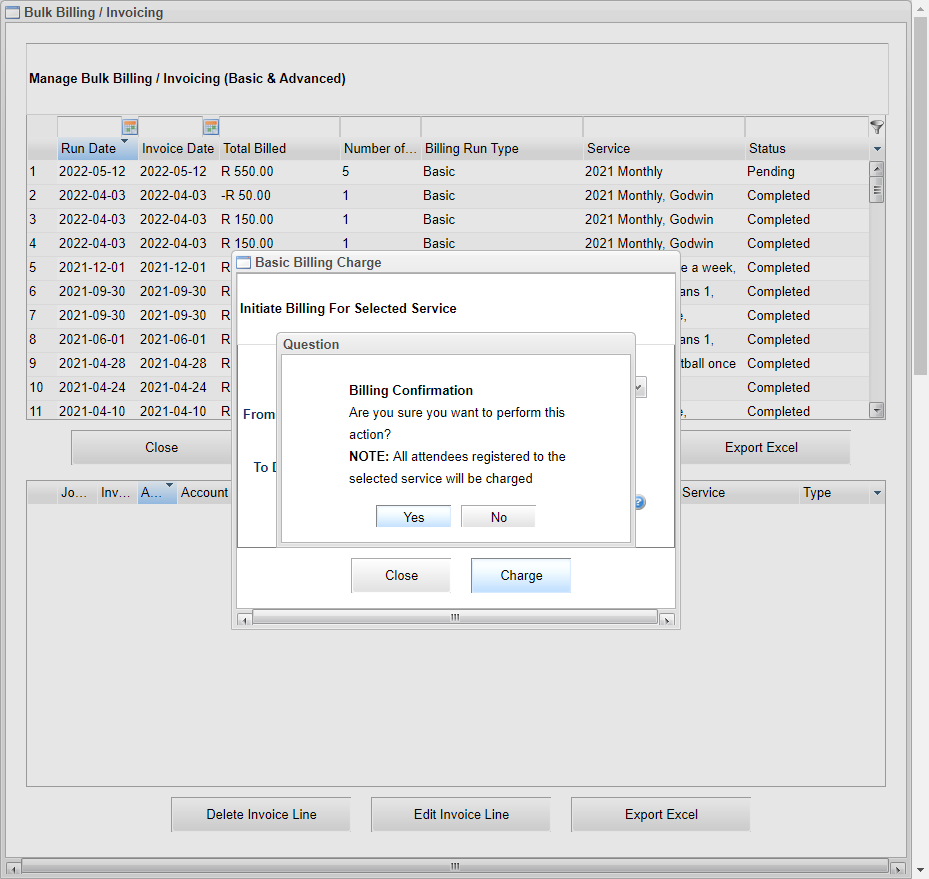 Bulk Billing / Invoicing
Manage Bulk Billing / Invoicing (Basic & Advanced)
Run Date Invoice Date Total Billed Number of... Billing Run Type Service Status
1 2022-05-12 2022-05-12 R 550.00 5 Basic 2021 Monthly Pending
2 2022-04-03 2022-04-03 -R 50.00 1 Basic 2021 Monthly, Godwin Completed
3 2022-04-03 2022-04-03 R 150.00 1 Basic 2021 Monthly, Godwin Completed
4 2022-04-03 2022-04-03 R 150.00 1 Basic 2021 Monthly, Godwin Completed
5 2021-12-01 2021-12-01 R e a week, Completed
6 2021-09-30 2021-09-30 R ans 1, Completed
7 2021-09-30 2021-09-30 R e, Completed
8 2021-06-01 2021-06-01 R ans 1, Completed
9 2021-04-28 2021-04-28 R tball once Completed
10 2021-04-24 2021-04-24 R Completed
11 2021-04-10 2021-04-10 R e, Completed
Basic Billing Charge
Initiate Billing For Selected Service
From
To D
Question
Billing Confirmation
Are you sure you want to perform this
action?
NOTE: All attendees registered to the
selected service will be charged
Yes No
Close Charge
Close Export Excel
Jo... Inv... A... Account Service Type
Delete Invoice Line Edit Invoice Line Export Excel